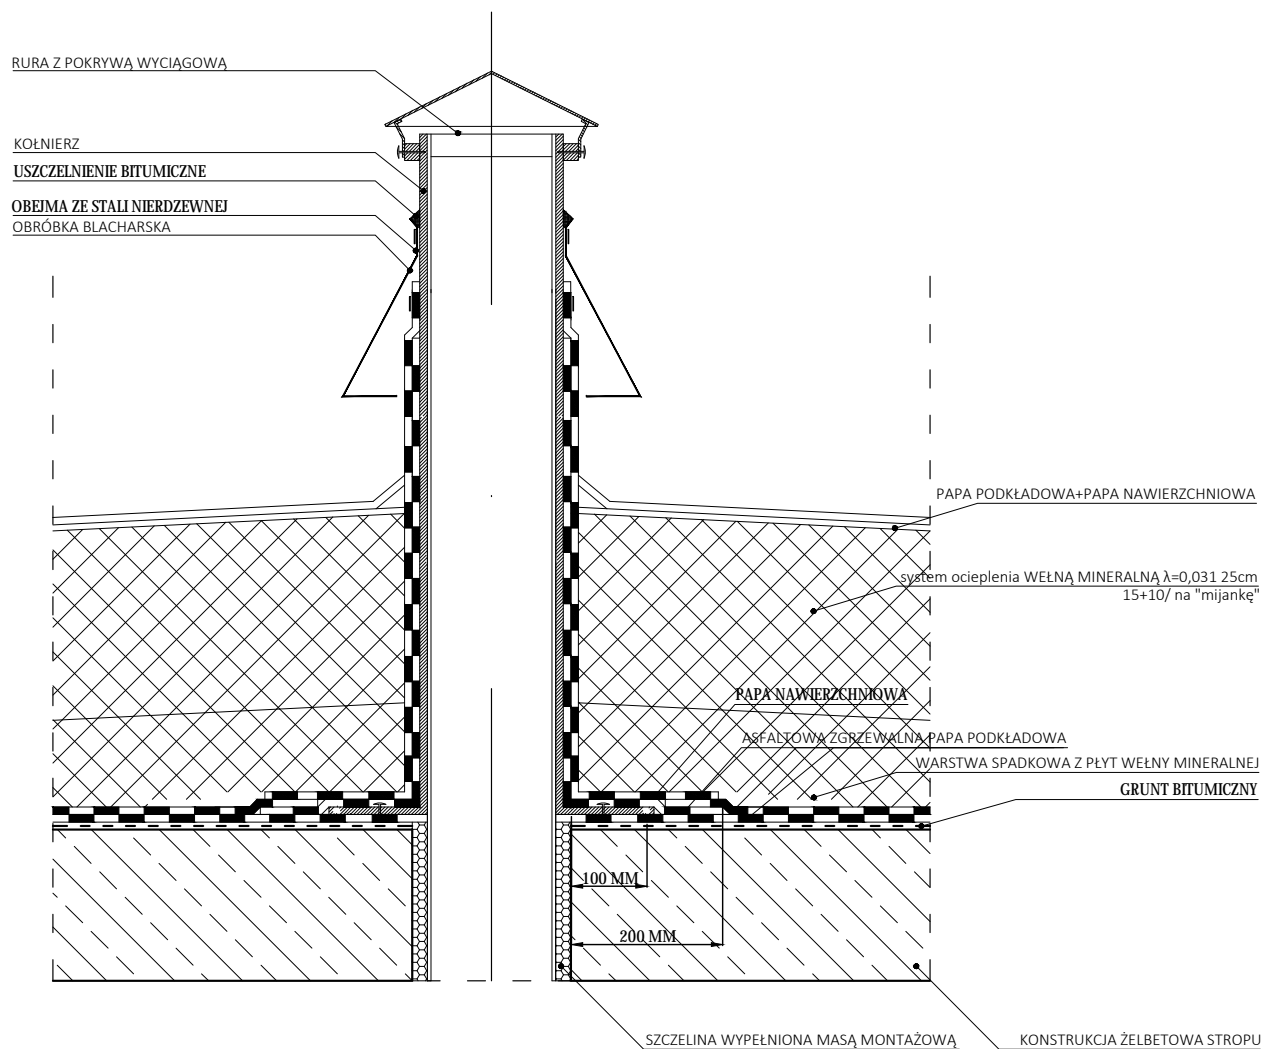 RURA Z POKRYWĄ WYCIĄGOWĄ
KOŁNIERZ
USZCZELNIENIE BITUMICZNE
OBEJMA ZE STALI NIERDZEWNEJ
OBRÓBKA BLACHARSKA
PAPA PODKŁADOWA+PAPA NAWIERZCHNIOWA
system ocieplenia WEŁNĄ MINERALNĄ λ=0,031 25cm
15+10/ na "mijankę"
PAPA NAWIERZCHNIOWA
ASFALTOWA ZGRZEWALNA PAPA PODKŁADOWA
WARSTWA SPADKOWA Z PŁYT WEŁNY MINERALNEJ
GRUNT BITUMICZNY
100 MM
200 MM
SZCZELINA WYPEŁNIONA MASĄ MONTAŻOWĄ
KONSTRUKCJA ŻELBETOWA STROPU